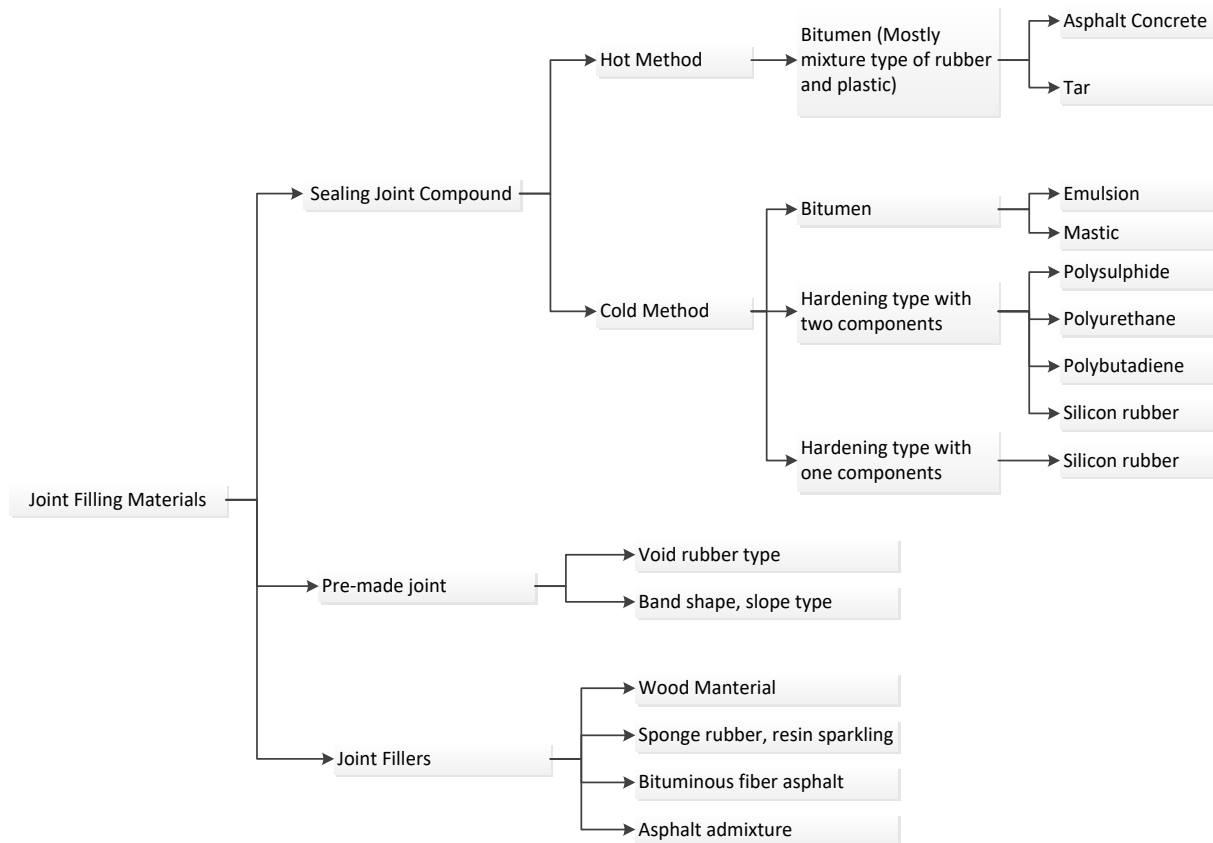 Joint Filling Materials
Sealing Joint Compound
Hot Method
Bitumen (Mostly
mixture type of rubber
and plastic)
Asphalt Concrete
Tar
Cold Method
Bitumen
Emulsion
Mastic
Hardening type with
two components
Polysulphide
Polyurethane
Polybutadiene
Silicon rubber
Hardening type with
one components
Silicon rubber
Pre-made joint
Void rubber type
Band shape, slope type
Joint Fillers
Wood Manterial
Sponge rubber, resin sparkling
Bituminous fiber asphalt
Asphalt admixture